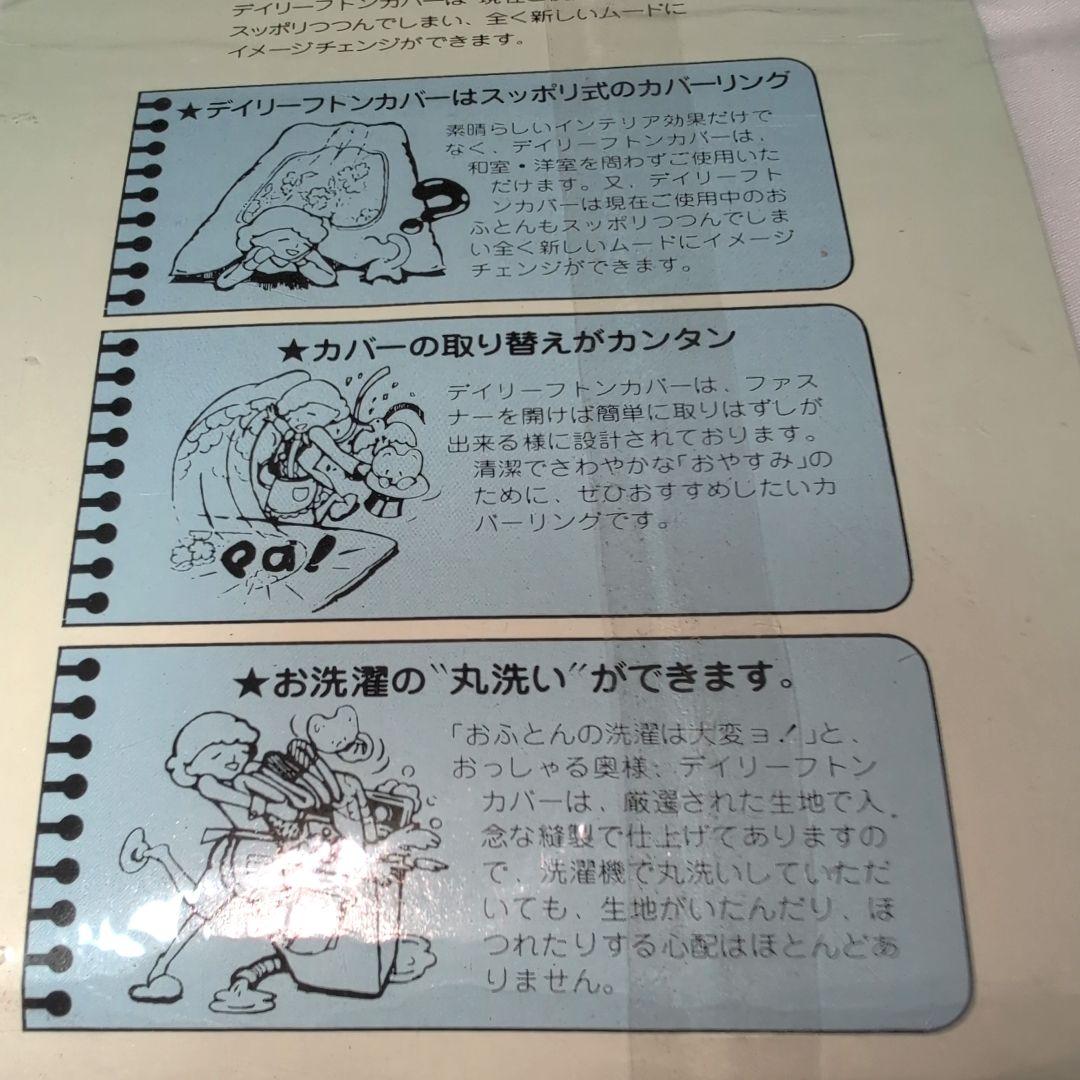 デイリーフトンカバーは
スッポリつつんでしまい、全く新しいムードに
イメージチェンジができます。
★デイリーフトンカバーはスッポリ式のカバーリング
素晴らしいインテリア効果だけで
なく、デイリーフトンカバーは、
和室・洋室を問わずご使用いた
だけます。又、デイリーフト
ンカバーは現在ご使用中のお
ふとんもスッポリつつんでしま
い全く新しいムードにイメージ
チェンジができます。
?
★カバーの取り替えがカンタン
デイリーフトンカバーは、ファス
ナーを開けば簡単に取りはずしが
出来る様に設計されております。
清潔でさわやかな「おやすみ」の
ために、ぜひおすすめしたいカ
バーリングです。
pa!
★お洗濯の"丸洗い"ができます。
「おふとんの洗濯は大変ョ!」と、
おっしゃる奥様、デイリーフトン
カバーは、厳選された生地で入
念な縫製で仕上げてありますの
で、洗濯機で丸洗いしていただ
いても、生地がいたんだり、ほ
つれたりする心配はほとんどあ
りません。